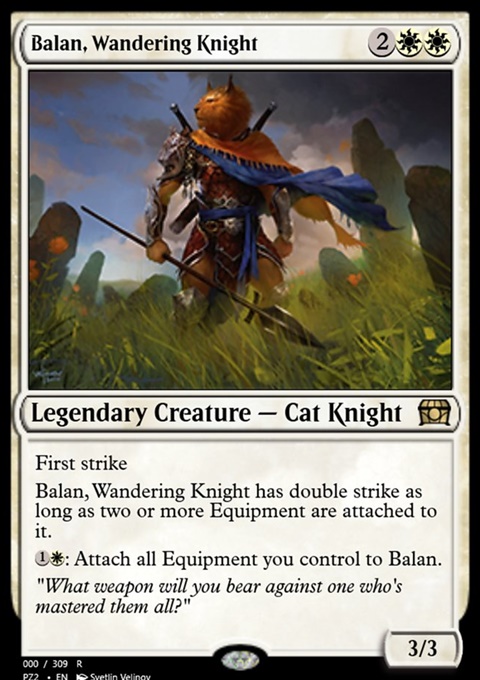 Balan, Wandering Knight 2
Legendary Creature — Cat Knight
First strike
Balan, Wandering Knight has double strike as
long as two or more Equipment are attached to
it.
1: Attach all Equipment you control to Balan.
"What weapon will you bear against one who's
mastered them all?"
3/3
000 / 309 R
PZ2 • EN Svetlin Velinov